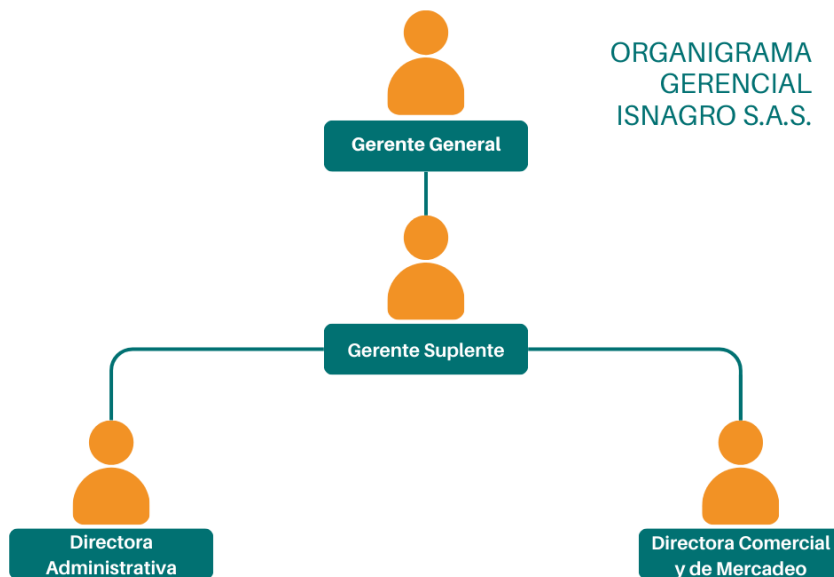 ORGANIGRAMA
GERENCIAL
ISNAGRO S.A.S.
Gerente General
Gerente Suplente
Directora
Administrativa
Directora Comercial
y de Mercadeo